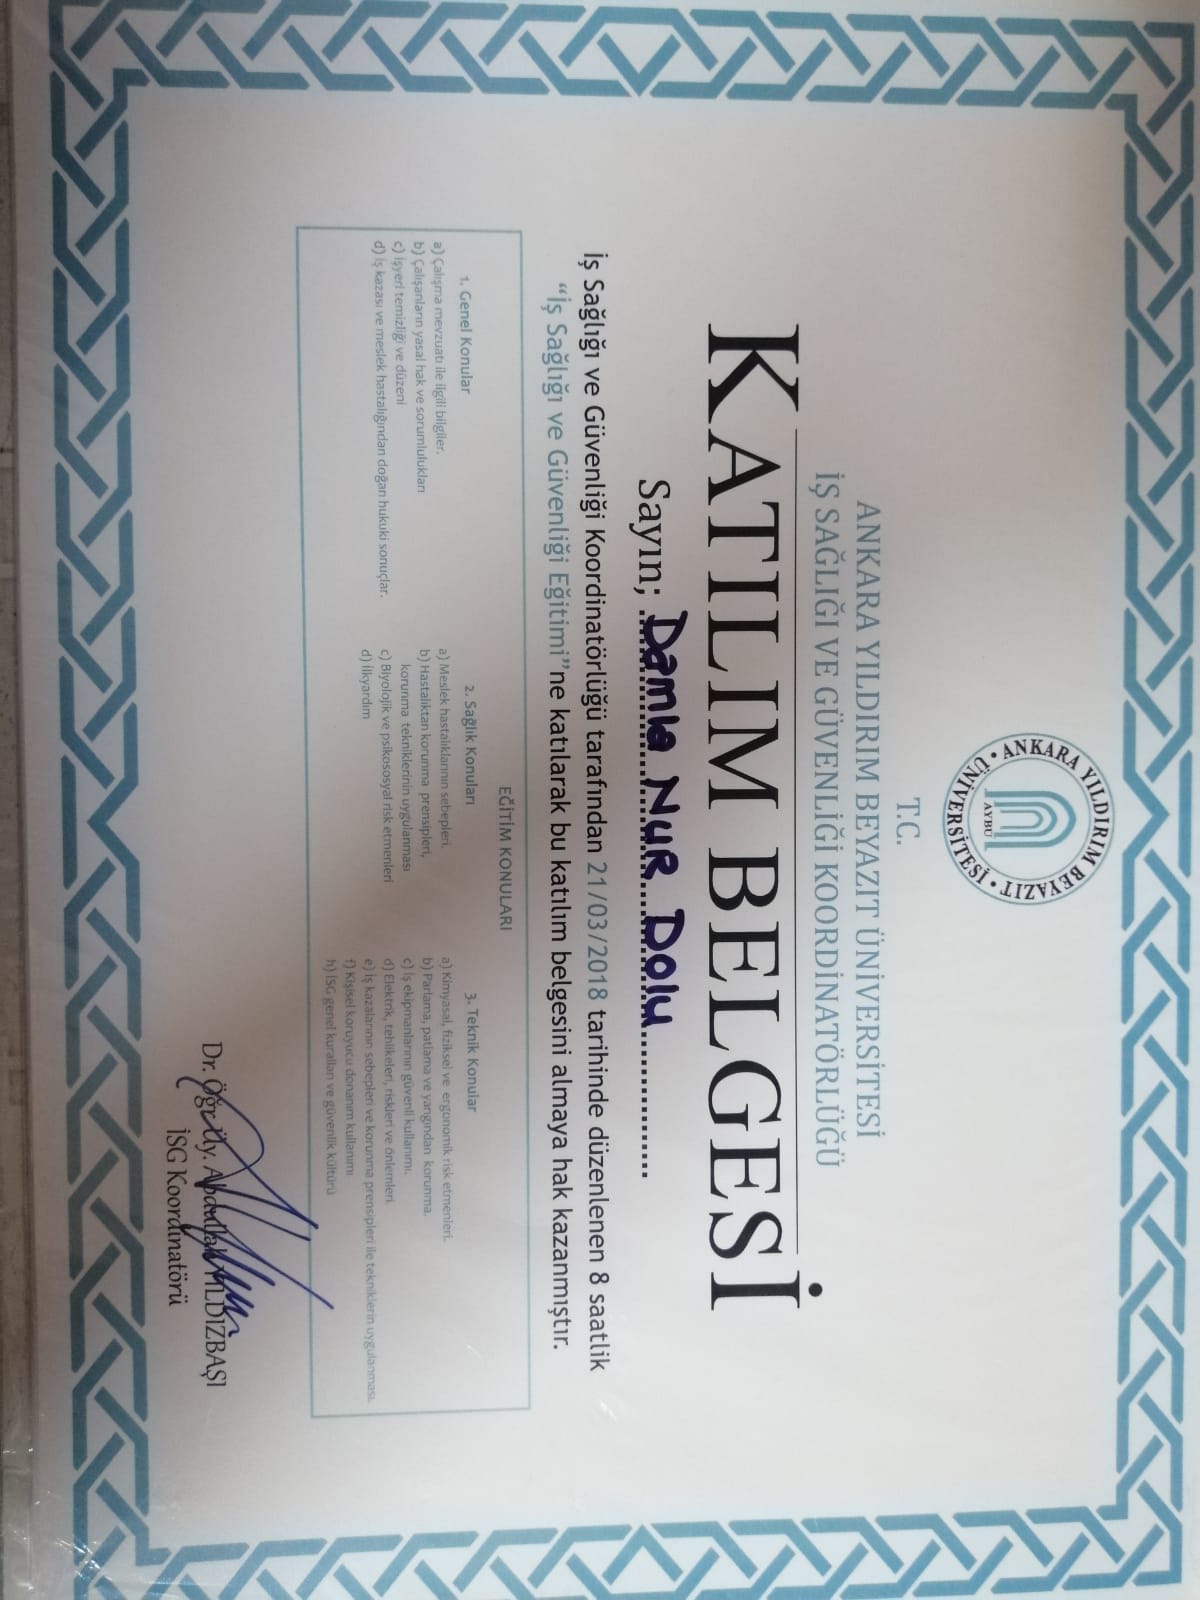 ANKARA YILDIRIM BEYAZIT ÜNİVERSİTESİ
AYBÜ
T.C.
ANKARA YILDIRIM BEYAZIT ÜNİVERSİTESİ
İŞ SAĞLIĞI VE GÜVENLİĞİ KOORDİNATÖRLÜĞÜ
KATILIM BELGESİ
Sayın; Damla Nur Dolu
İş Sağlığı ve Güvenliği Koordinatörlüğü tarafından 21/03/2018 tarihinde düzenlenen 8 saatlik
“İş Sağlığı ve Güvenliği Eğitimi”ne katılarak bu katılım belgesini almaya hak kazanmıştır.
EĞİTİM KONULARI
1. Genel Konular
a) Çalışma mevzuatı ile ilgili bilgiler.
b) Çalışanların yasal hak ve sorumlulukları
c) İşyeri temizliği ve düzeni
d) İş kazası ve meslek hastalığından doğan hukuki sonuçlar.
2. Sağlık Konuları
a) Meslek hastalıklarının sebepleri.
b) Hastalıktan korunma prensipleri,
korunma tekniklerinin uygulanması
c) Biyolojik ve psikososyal risk etmenleri
d) İlkyardım
3. Teknik Konular
a) Kimyasal, fiziksel ve ergonomik risk etmenleri.
b) Parlama, patlama ve yangından korunma.
c) İş ekipmanlarının güvenli kullanımı.
d) Elektrik, tehlikeleri, riskleri ve önlemleri.
e) İş kazalarının sebepleri ve korunma prensipleri ile tekniklerin uygulanması.
f) Kişisel koruyucu donanım kullanımı
h) İSG genel kuralları ve güvenlik kültürü
Dr. Öğr. Üy. Abdullah YILDIZBAŞI
İSG Koordinatörü